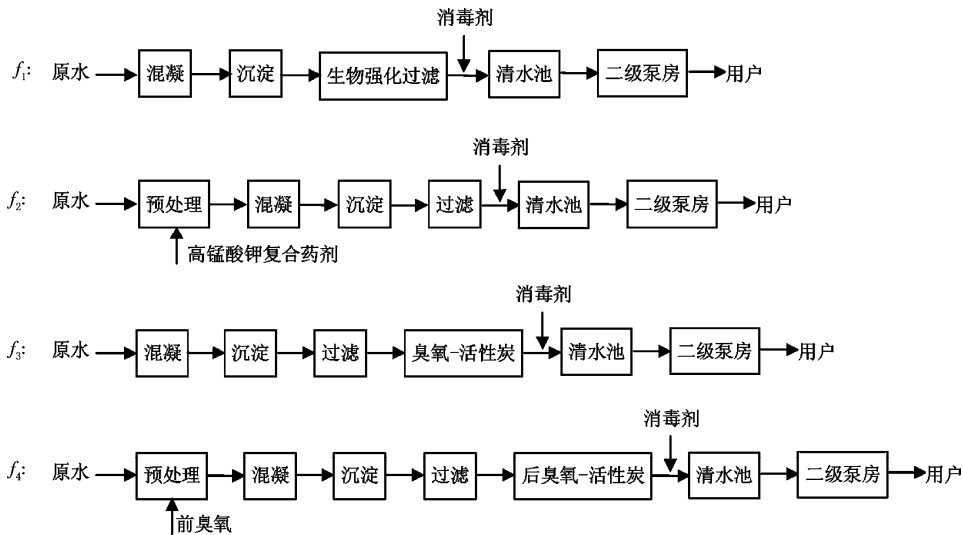 消毒剂
f₁: 原水 混凝 沉淀 生物强化过滤 清水池 二级泵房 用户
消毒剂
f₂: 原水 预处理 混凝 沉淀 过滤 清水池 二级泵房 用户
高锰酸钾复合药剂
消毒剂
f₃: 原水 混凝 沉淀 过滤 臭氧-活性炭 清水池 二级泵房 用户
消毒剂
f₄: 原水 预处理 混凝 沉淀 过滤 后臭氧-活性炭 清水池 二级泵房 用户
前臭氧